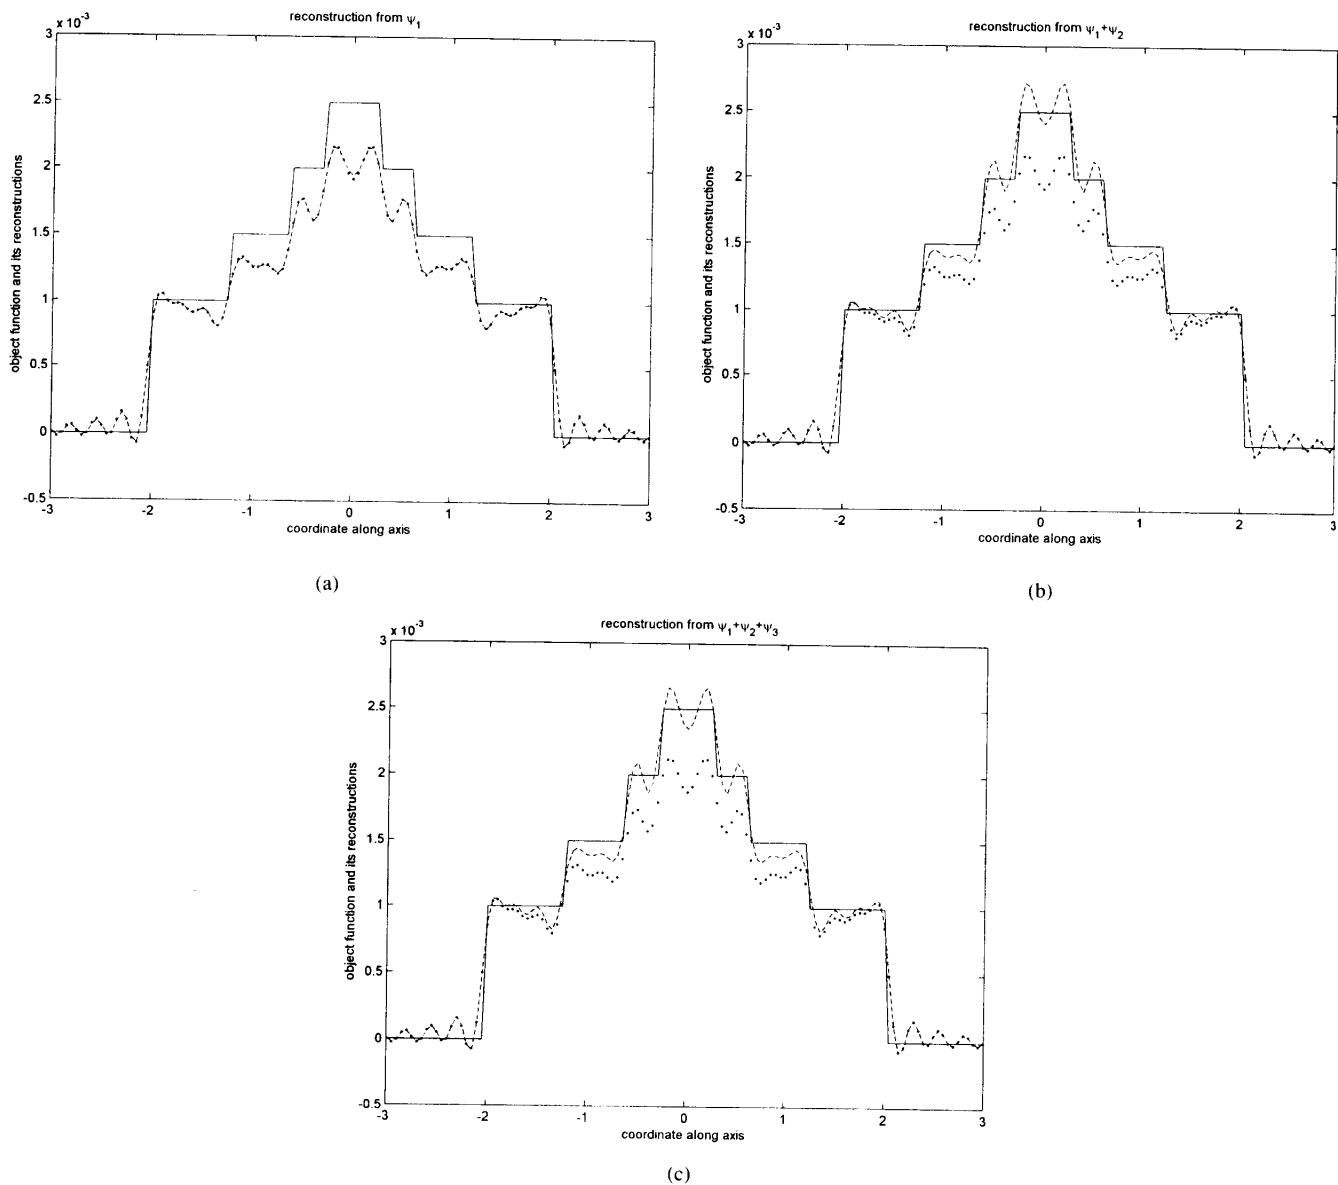 reconstruction from ψ₁
x 10⁻³
3
2.5
2
1.5
1
0.5
0
-0.5
-3 -2 -1 0 1 2 3
object function and its reconstructions
coordinate along axis
(a)
reconstruction from ψ₁+ψ₂
x 10⁻³
3
2.5
2
1.5
1
0.5
0
-0.5
-3 -2 -1 0 1 2 3
object function and its reconstructions
coordinate along axis
(b)
reconstruction from ψ₁+ψ₂+ψ₃
x 10⁻³
3
2.5
2
1.5
1
0.5
0
-0.5
-3 -2 -1 0 1 2 3
object function and its reconstructions
coordinate along axis
(c)